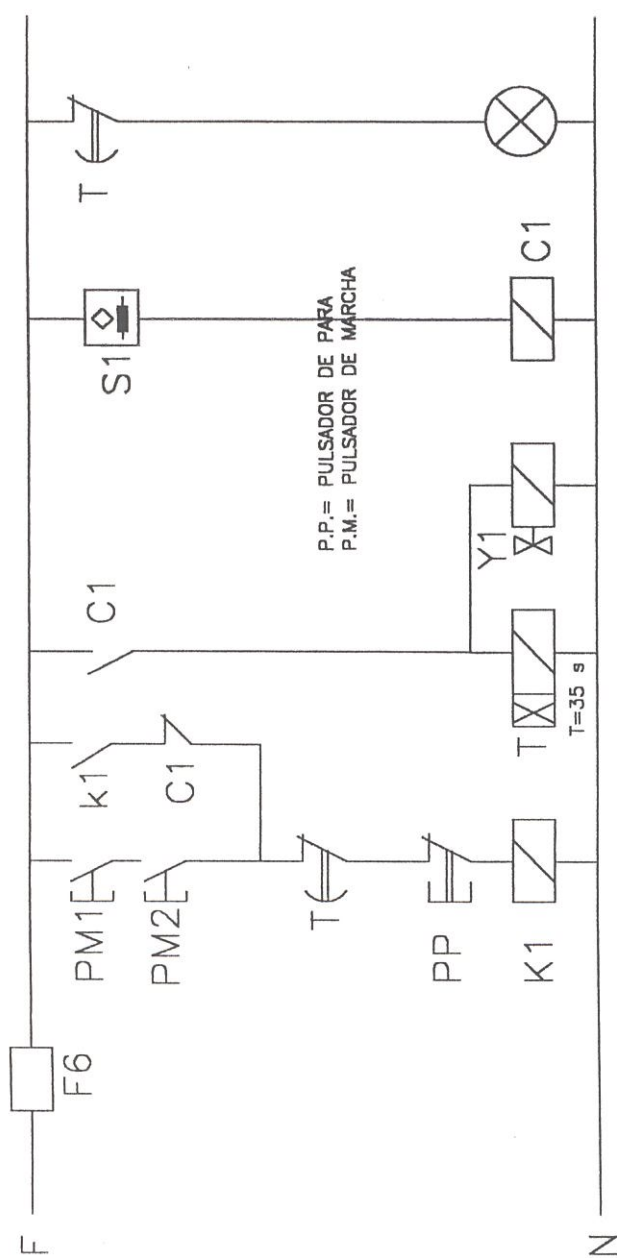 F
F6
PM1
PM2
k1
C1
C1
T
PP
K1
T
T=35 s
Y1
P.P.= PULSADOR DE PARA
P.M.= PULSADOR DE MARCHA
S1
C1
T
N